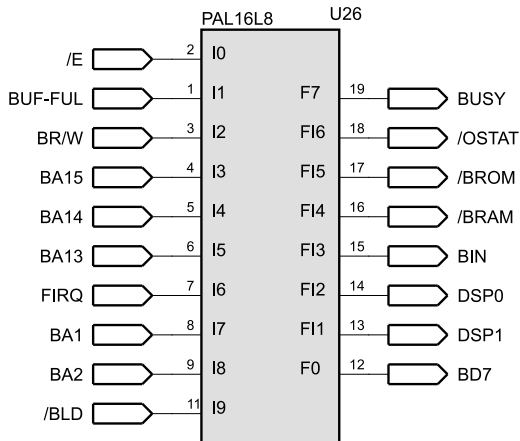 PAL16L8 U26
/E 2 I0
BUF-FUL 1 I1 F7 19 BUSY
BR/W 3 I2 FI6 18 /OSTAT
BA15 4 I3 FI5 17 /BROM
BA14 5 I4 FI4 16 /BRAM
BA13 6 I5 FI3 15 BIN
FIRQ 7 I6 FI2 14 DSP0
BA1 8 I7 FI1 13 DSP1
BA2 9 I8 F0 12 BD7
/BLD 11 I9